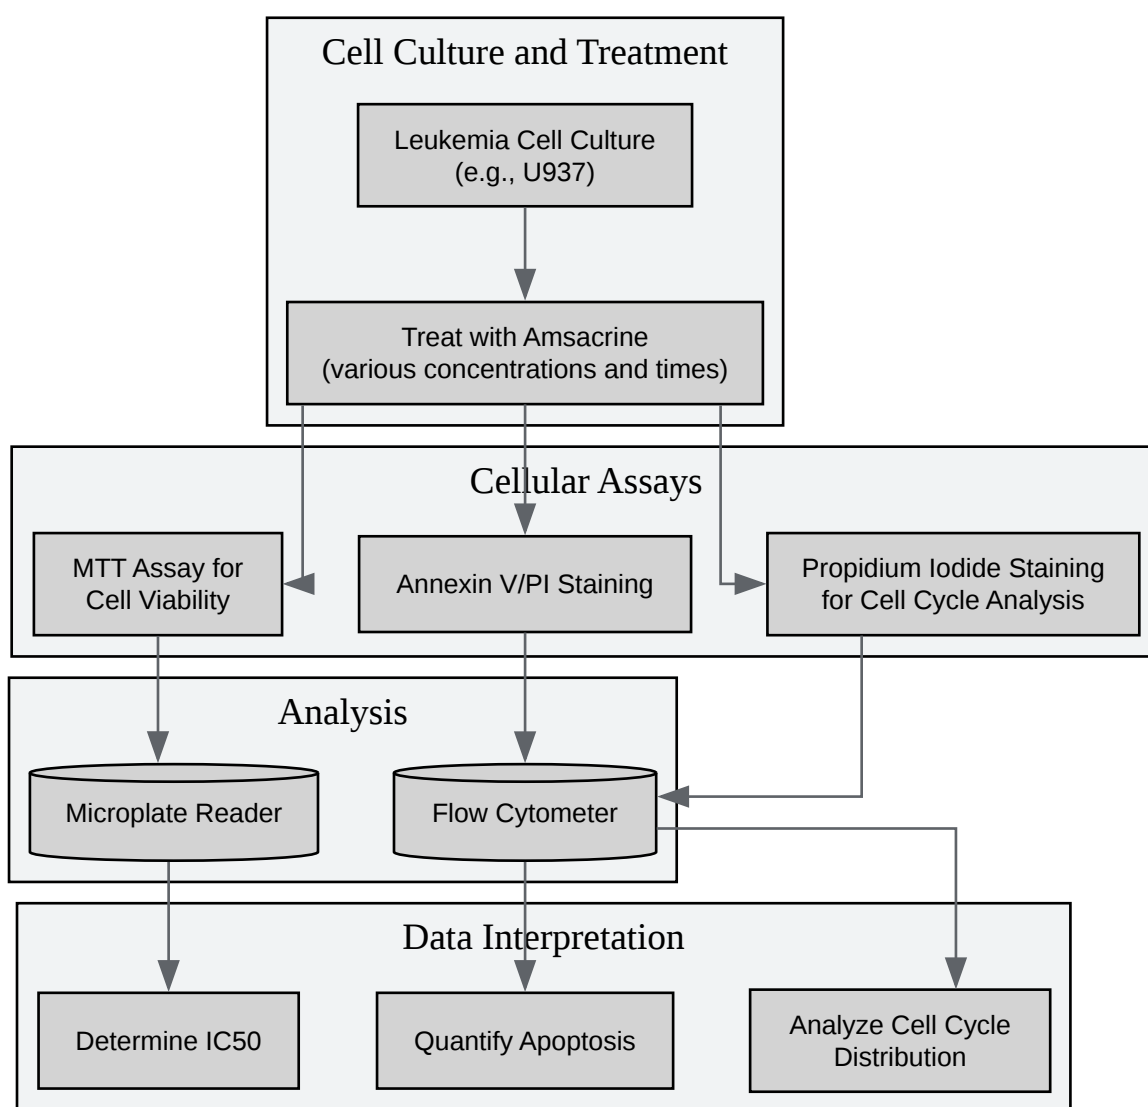 Cell Culture and Treatment
Leukemia Cell Culture
(e.g., U937)
Treat with Amsacrine
(various concentrations and times)
Cellular Assays
MTT Assay for
Cell Viability
Annexin V/PI Staining
Propidium Iodide Staining
for Cell Cycle Analysis
Analysis
Microplate Reader
Flow Cytometer
Data Interpretation
Determine IC50
Quantify Apoptosis
Analyze Cell Cycle
Distribution